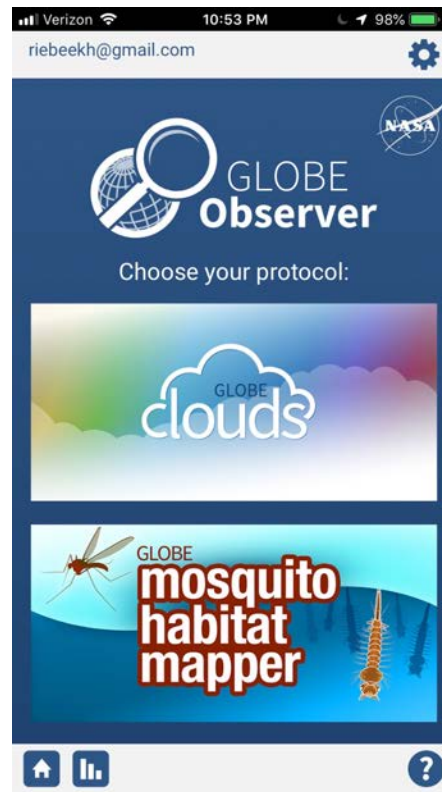 Verizon 10:53 PM 98%
riebeekh@gmail.com
NASA
GLOBE
Observer
Choose your protocol:
GLOBE
clouds
GLOBE
mosquito
habitat
mapper
?